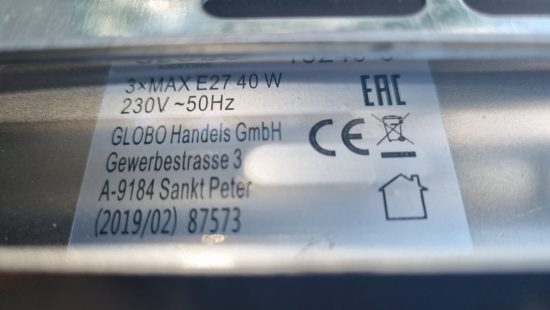 3×MAX E27 40 W
230V ~50Hz
EAC
GLOBO Handels GmbH
CE
Gewerbestrasse 3
A-9184 Sankt Peter
(2019/02) 87573